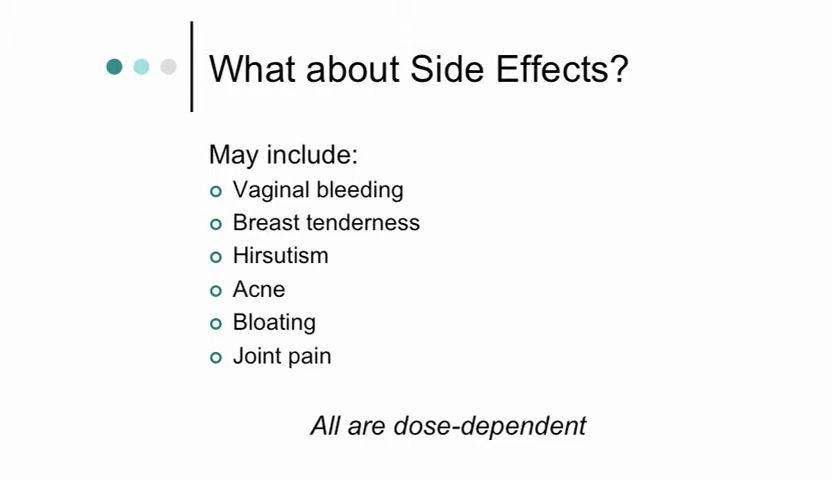 What about Side Effects?
May include:
Vaginal bleeding
Breast tenderness
Hirsutism
Acne
Bloating
Joint pain
All are dose-dependent